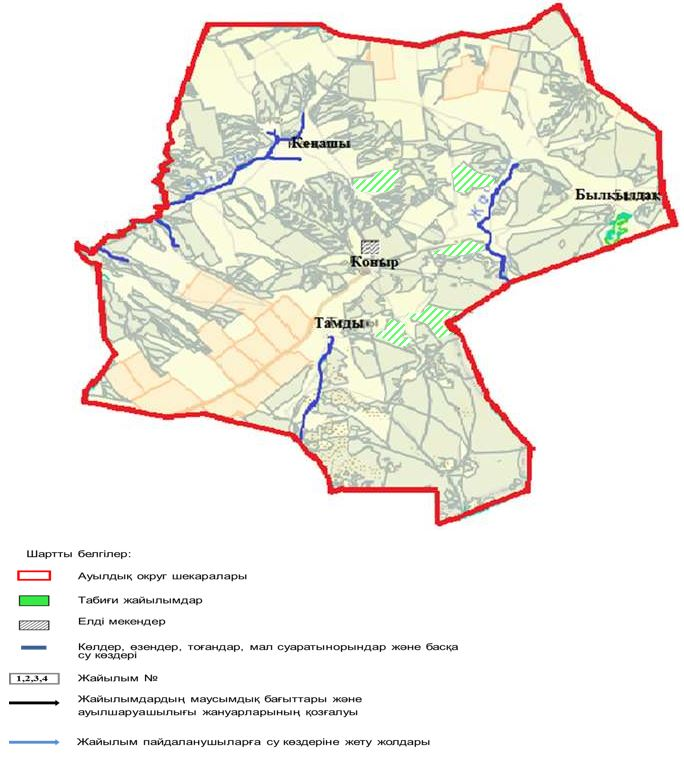 Кеңашы
Былкылдақ
Коныр
Тамды
Шартты белгілер:
Ауылдық округ шекаралары
Табиғи жайылымдар
Елді мекендер
Көлдер, өзендер, тоғандар, мал суаратынорындар және басқа
су көздері
1,2,3,4 Жайылым №
Жайылымдардың маусымдық бағыттары және
ауылшаруашылығы жануарларының қозғалуы
Жайылым пайдаланушыларға су көздеріне жету жолдары